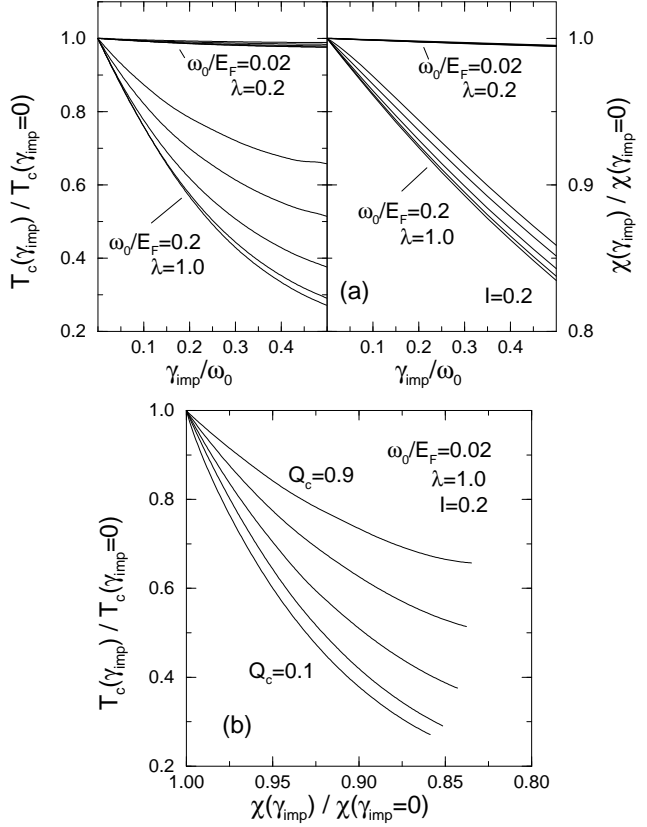 1.0
0.8
0.6
0.4
0.2
T_c(γ_imp) / T_c(γ_imp=0)
ω_0/E_F=0.02
λ=0.2
ω_0/E_F=0.2
λ=1.0
0.1 0.2 0.3 0.4
γ_imp/ω_0
ω_0/E_F=0.02
λ=0.2
ω_0/E_F=0.2
λ=1.0
(a)
I=0.2
0.1 0.2 0.3 0.4
γ_imp/ω_0
1.0
0.9
0.8
χ(γ_imp) / χ(γ_imp=0)
1.0
0.8
0.6
0.4
0.2
T_c(γ_imp) / T_c(γ_imp=0)
ω_0/E_F=0.02
λ=1.0
I=0.2
Q_c=0.9
Q_c=0.1
(b)
1.00 0.95 0.90 0.85 0.80
χ(γ_imp) / χ(γ_imp=0)